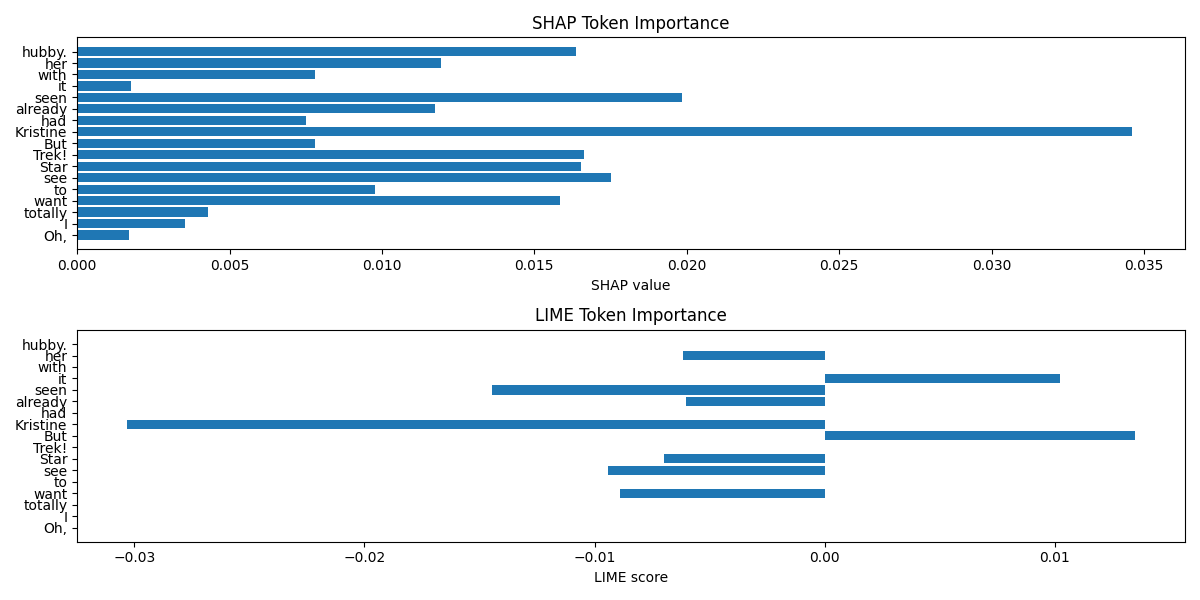 SHAP Token Importance
hubby.
her
with
it
seen
already
had
Kristine
But
Trek!
Star
see
to
want
totally
I
Oh,
0.000 0.005 0.010 0.015 0.020 0.025 0.030 0.035
SHAP value
LIME Token Importance
hubby.
her
with
it
seen
already
had
Kristine
But
Trek!
Star
see
to
want
totally
I
Oh,
−0.03 −0.02 −0.01 0.00 0.01
LIME score